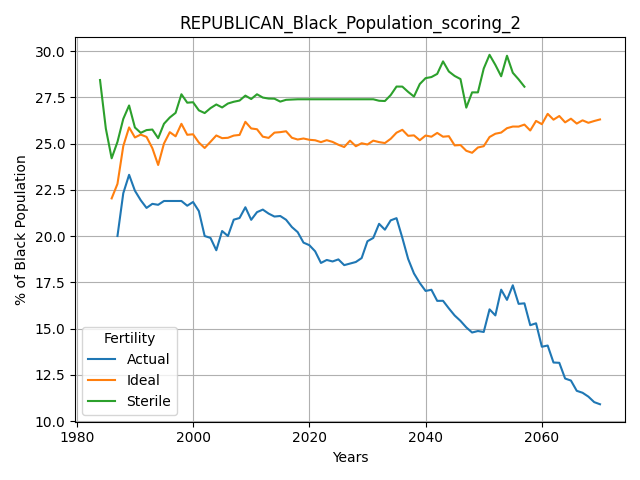 REPUBLICAN_Black_Population_scoring_2
% of Black Population
30.0
27.5
25.0
22.5
20.0
17.5
15.0
12.5
10.0
Fertility
Actual
Ideal
Sterile
1980 2000 2020 2040 2060
Years